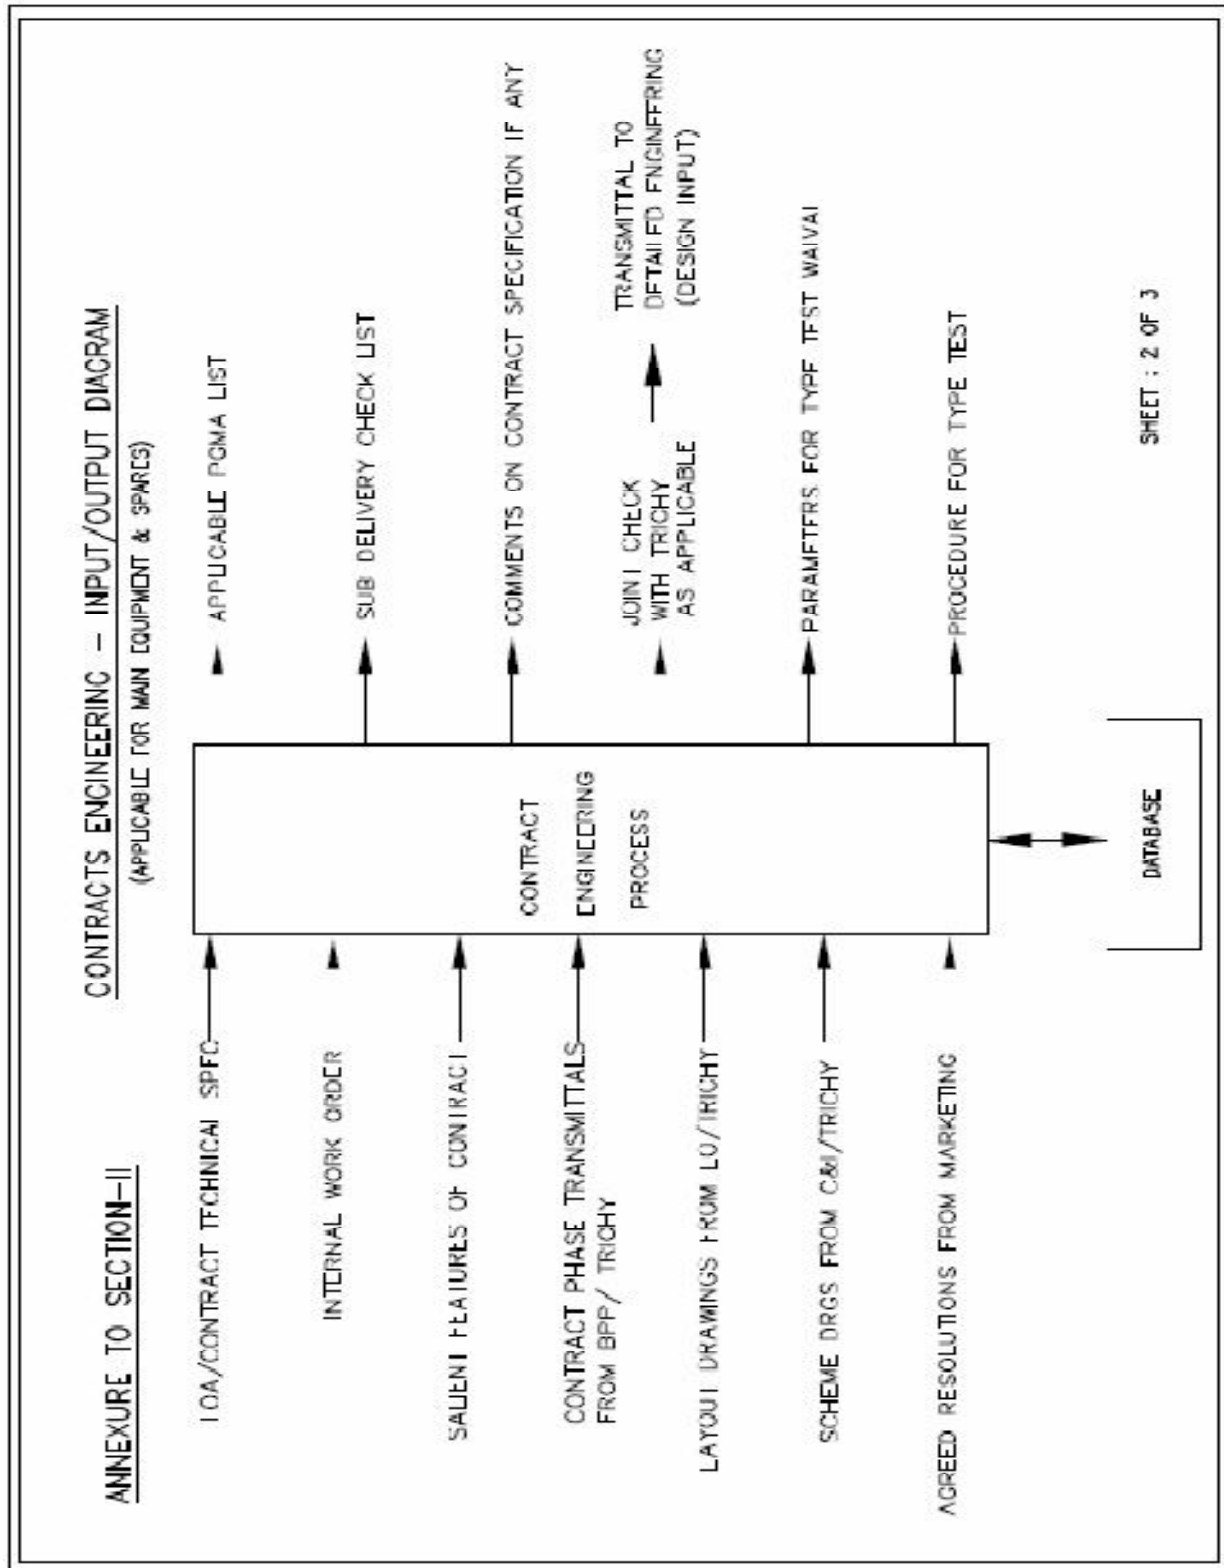 ANNEXURE TO SECTION-II
CONTRACTS ENGINEERING - INPUT/OUTPUT DIAGRAM
(APPLICABLE FOR MAIN EQUIPMENT & SPARES)
LOA/CONTRACT TECHNICAL SPEC
INTERNAL WORK ORDER
SALIENT FEATURES OF CONTRACT
CONTRACT PHASE TRANSMITTALS
FROM BPP/ TRICHY
LAYOUT DRAWINGS FROM LO/TRICHY
SCHEME DRGS FROM C&I/TRICHY
AGREED RESOLUTIONS FROM MARKETING
CONTRACT
ENGINEERING
PROCESS
DATABASE
APPLICABLE PGMA LIST
SUB DELIVERY CHECK LIST
COMMENTS ON CONTRACT SPECIFICATION IF ANY
JOINT CHECK
WITH TRICHY
AS APPLICABLE
TRANSMITTAL TO
DETAILED ENGINEERING
(DESIGN INPUT)
PARAMETERS FOR TYPE TEST WAIVAL
PROCEDURE FOR TYPE TEST
SHEET : 2 OF 3